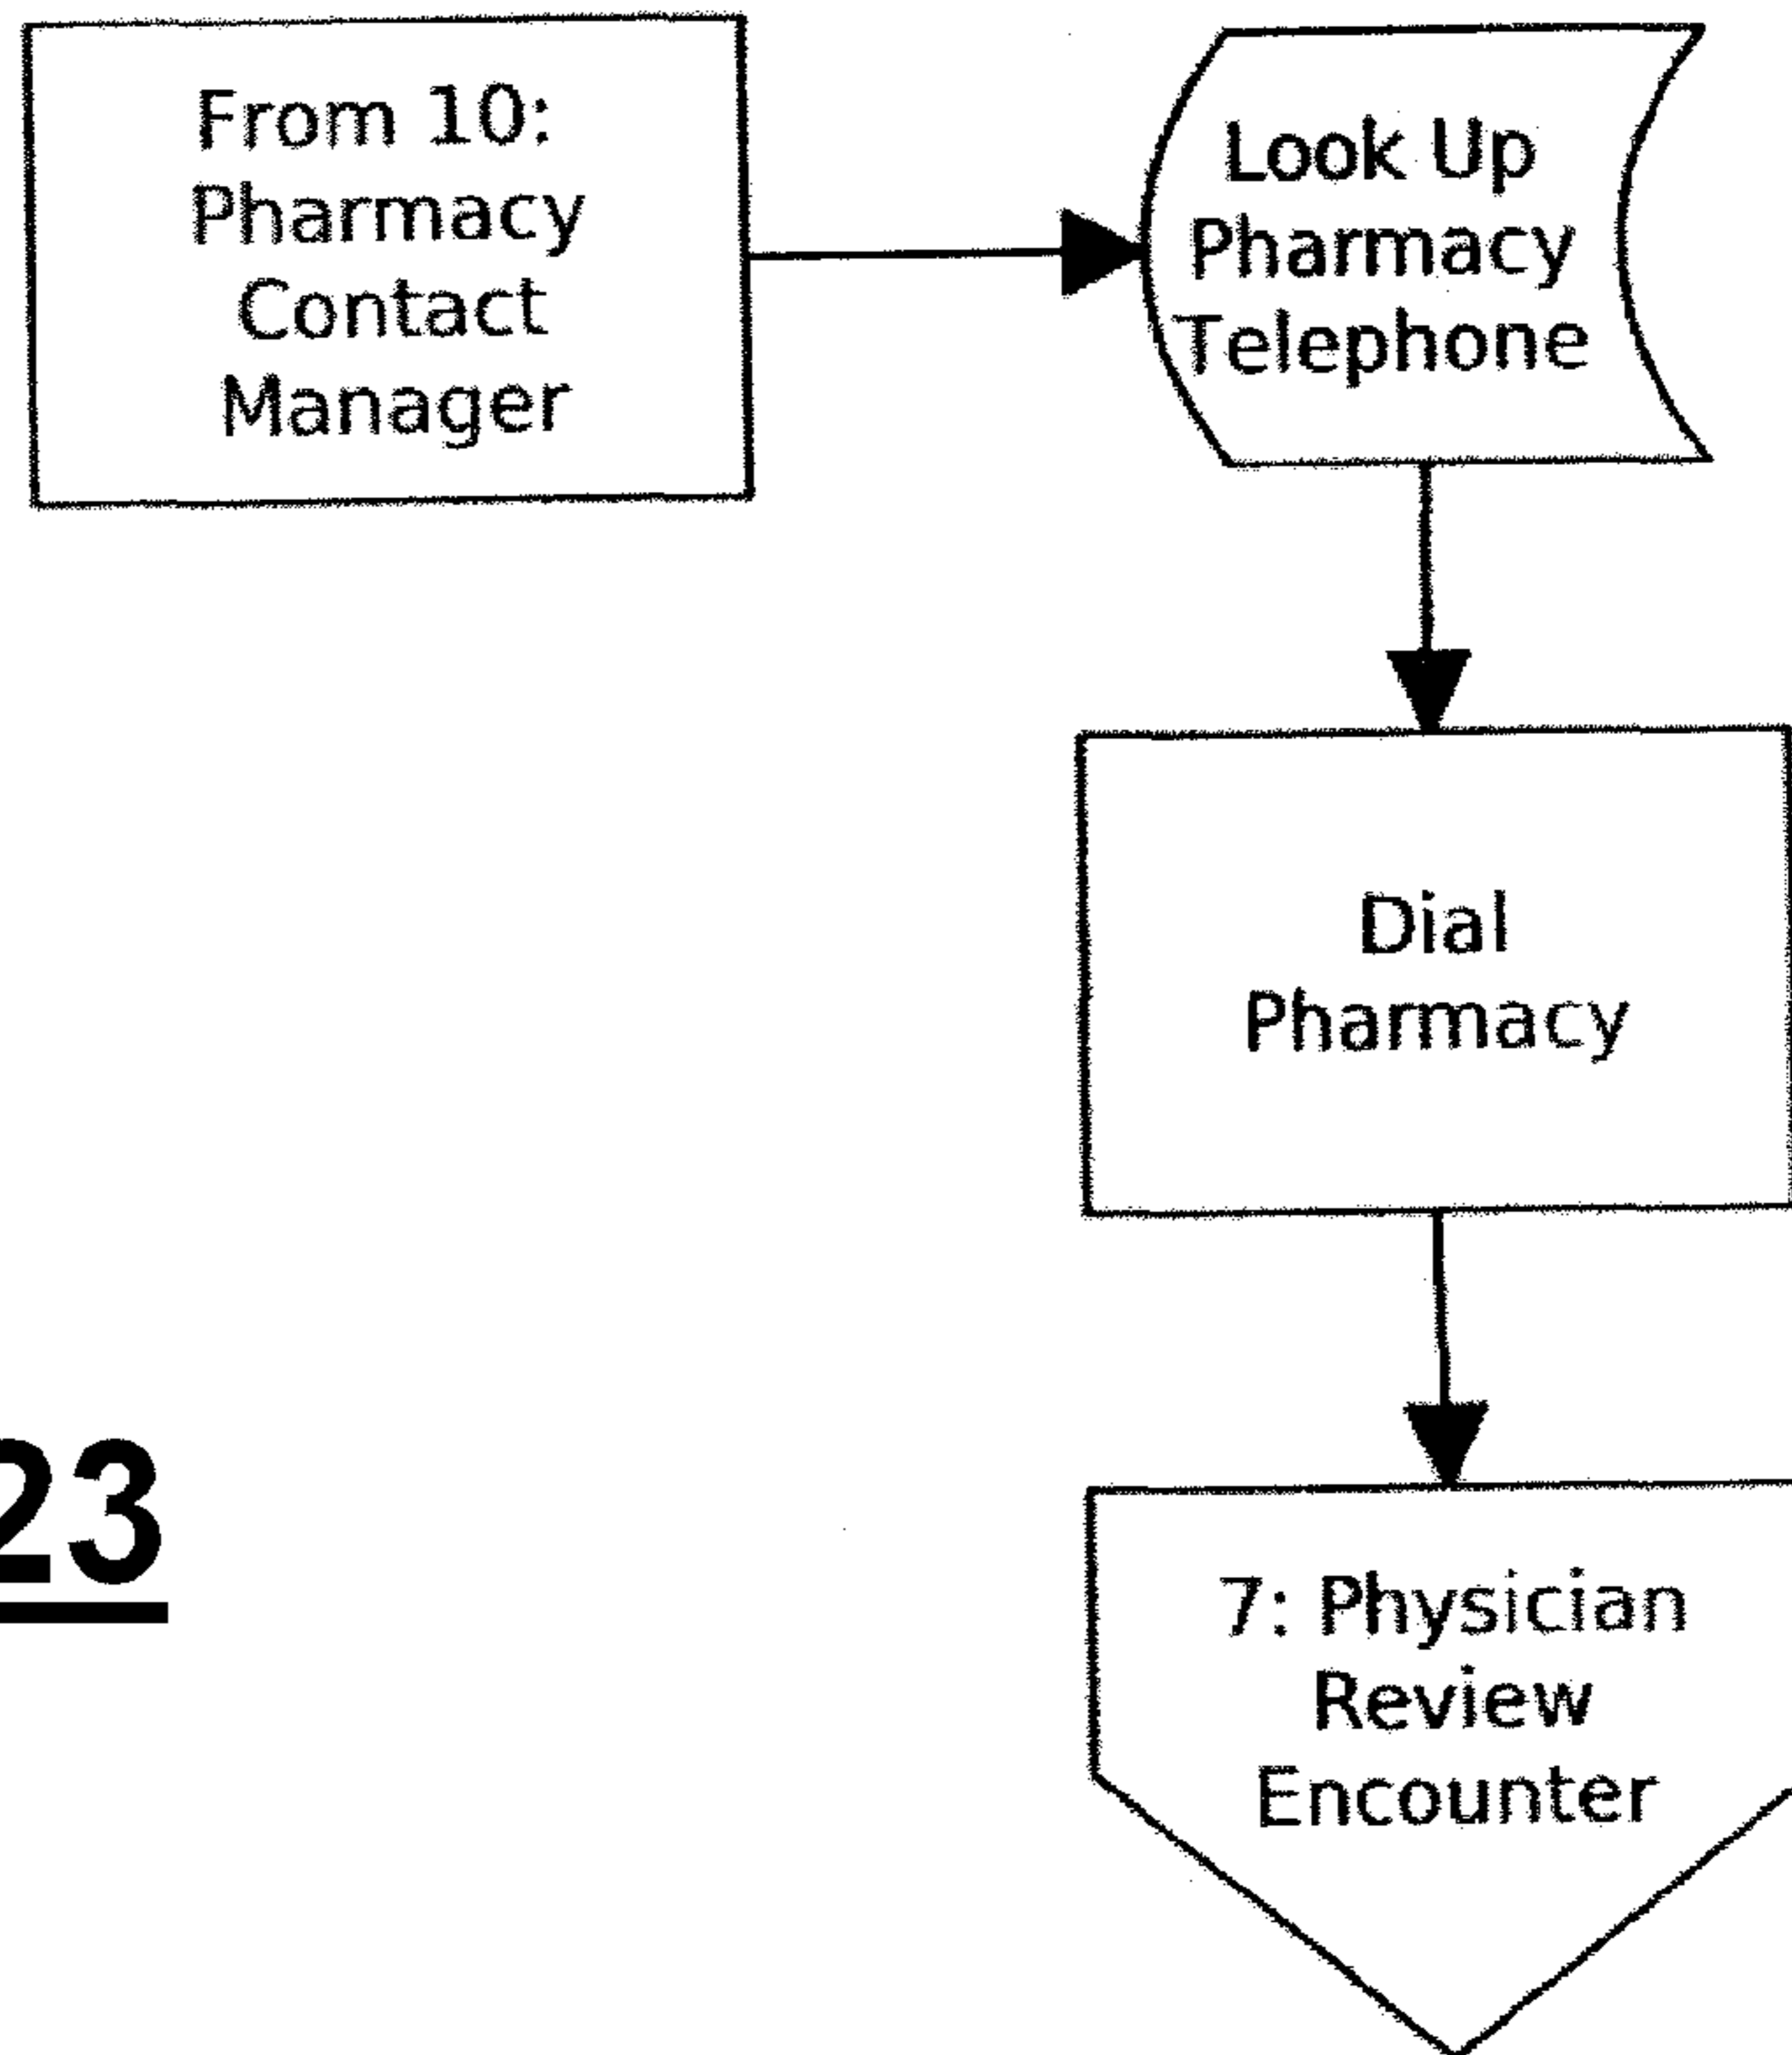 From 10:
Pharmacy
Contact
Manager
Look Up
Pharmacy
Telephone
Dial
Pharmacy
7: Physician
Review
Encounter
23